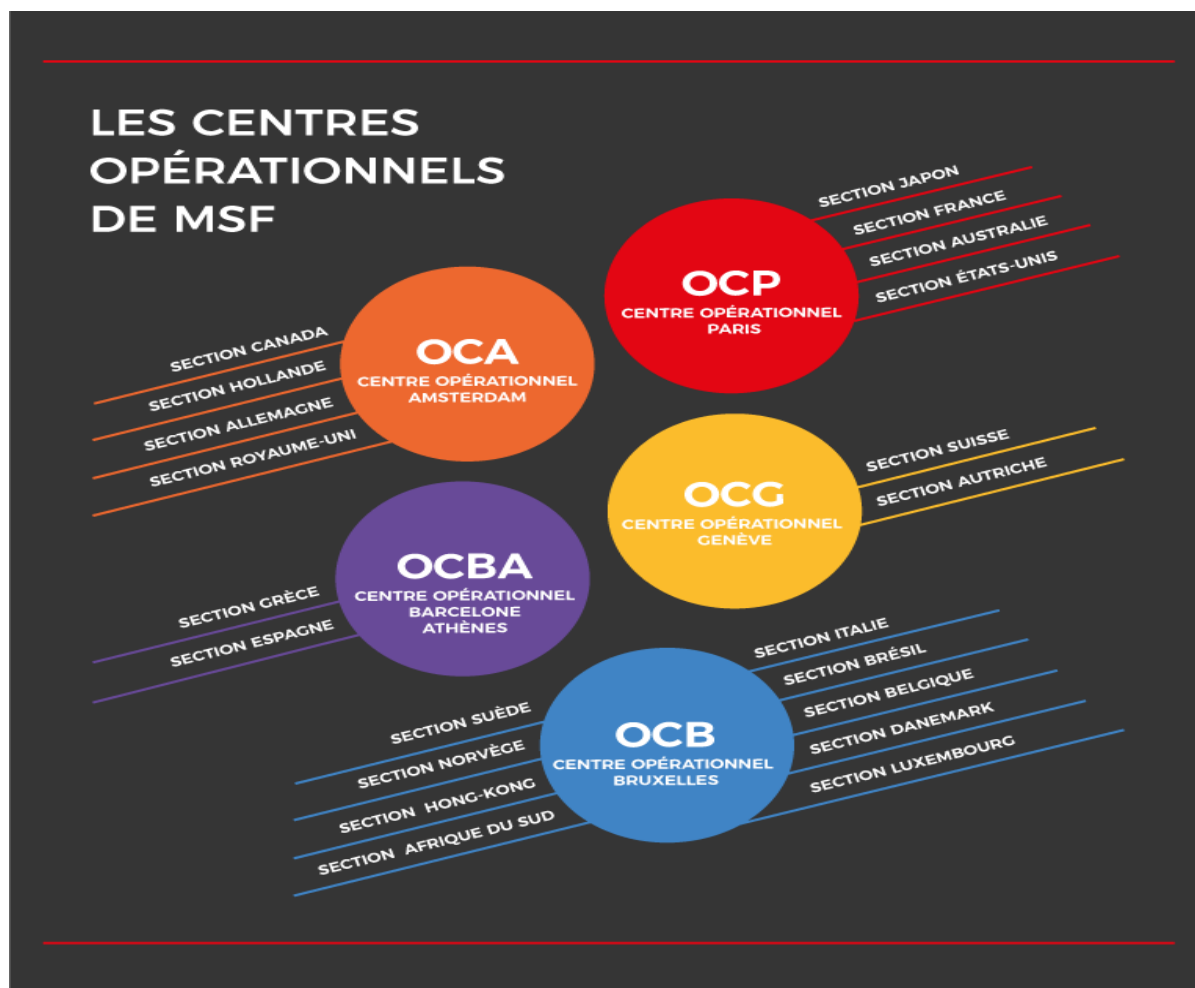 LES CENTRES
OPÉRATIONNELS
DE MSF
SECTION JAPON
SECTION FRANCE
SECTION AUSTRALIE
SECTION ÉTATS-UNIS
OCP
CENTRE OPÉRATIONNEL
PARIS
SECTION CANADA
SECTION HOLLANDE
SECTION ALLEMAGNE
SECTION ROYAUME-UNI
OCA
CENTRE OPÉRATIONNEL
AMSTERDAM
SECTION SUISSE
SECTION AUTRICHE
OCG
CENTRE OPÉRATIONNEL
GENÈVE
SECTION GRÈCE
SECTION ESPAGNE
OCBA
CENTRE OPÉRATIONNEL
BARCELONE
ATHÈNES
SECTION ITALIE
SECTION BRÉSIL
SECTION BELGIQUE
SECTION DANEMARK
SECTION LUXEMBOURG
OCB
CENTRE OPÉRATIONNEL
BRUXELLES
SECTION SUÈDE
SECTION NORVÈGE
SECTION HONG-KONG
SECTION AFRIQUE DU SUD